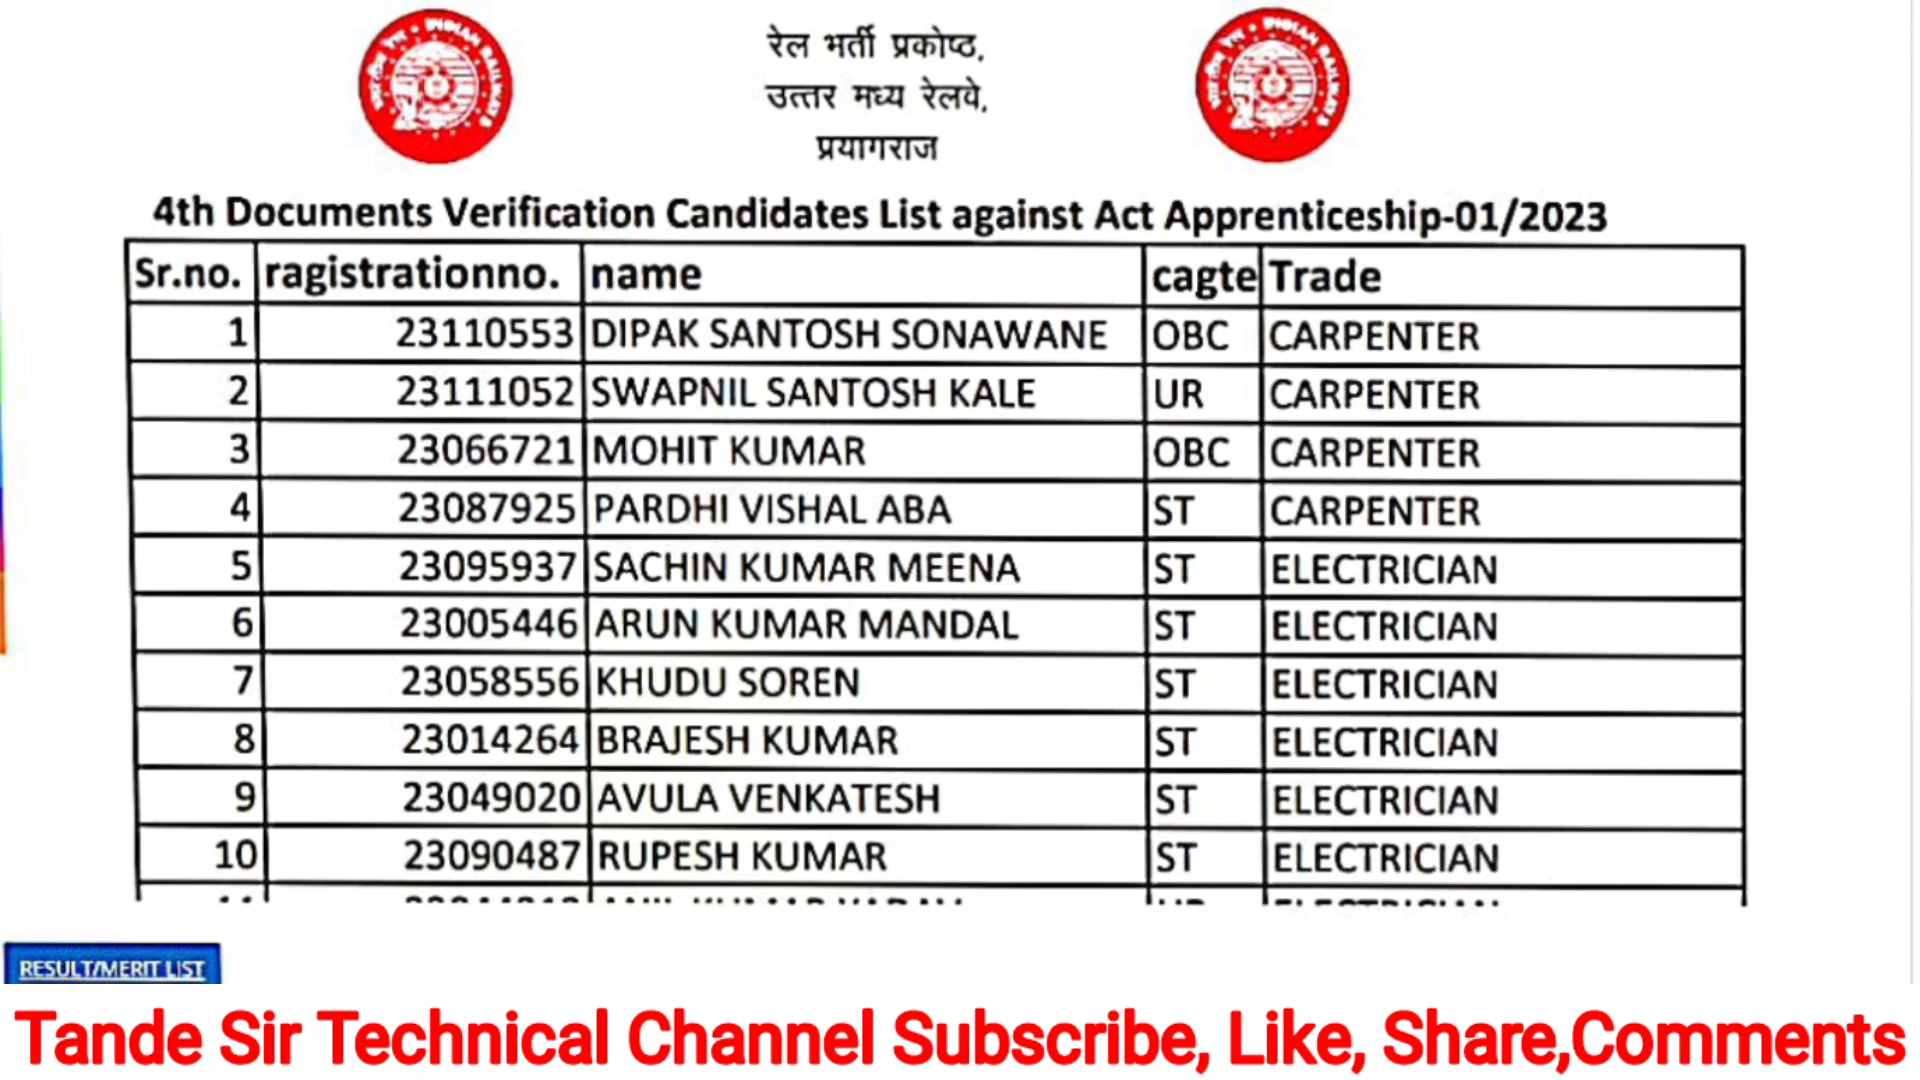 रेल भर्ती प्रकोष्ठ,
उत्तर मध्य रेलवे,
प्रयागराज
4th Documents Verification Candidates List against Act Apprenticeship-01/2023
Sr.no. ragistrationno. name cagte Trade
1 23110553 DIPAK SANTOSH SONAWANE OBC CARPENTER
2 23111052 SWAPNIL SANTOSH KALE UR CARPENTER
3 23066721 MOHIT KUMAR OBC CARPENTER
4 23087925 PARDHI VISHAL ABA ST CARPENTER
5 23095937 SACHIN KUMAR MEENA ST ELECTRICIAN
6 23005446 ARUN KUMAR MANDAL ST ELECTRICIAN
7 23058556 KHUDU SOREN ST ELECTRICIAN
8 23014264 BRAJESH KUMAR ST ELECTRICIAN
9 23049020 AVULA VENKATESH ST ELECTRICIAN
10 23090487 RUPESH KUMAR ST ELECTRICIAN
RESULT/MERIT LIST
Tande Sir Technical Channel Subscribe, Like, Share,Comments